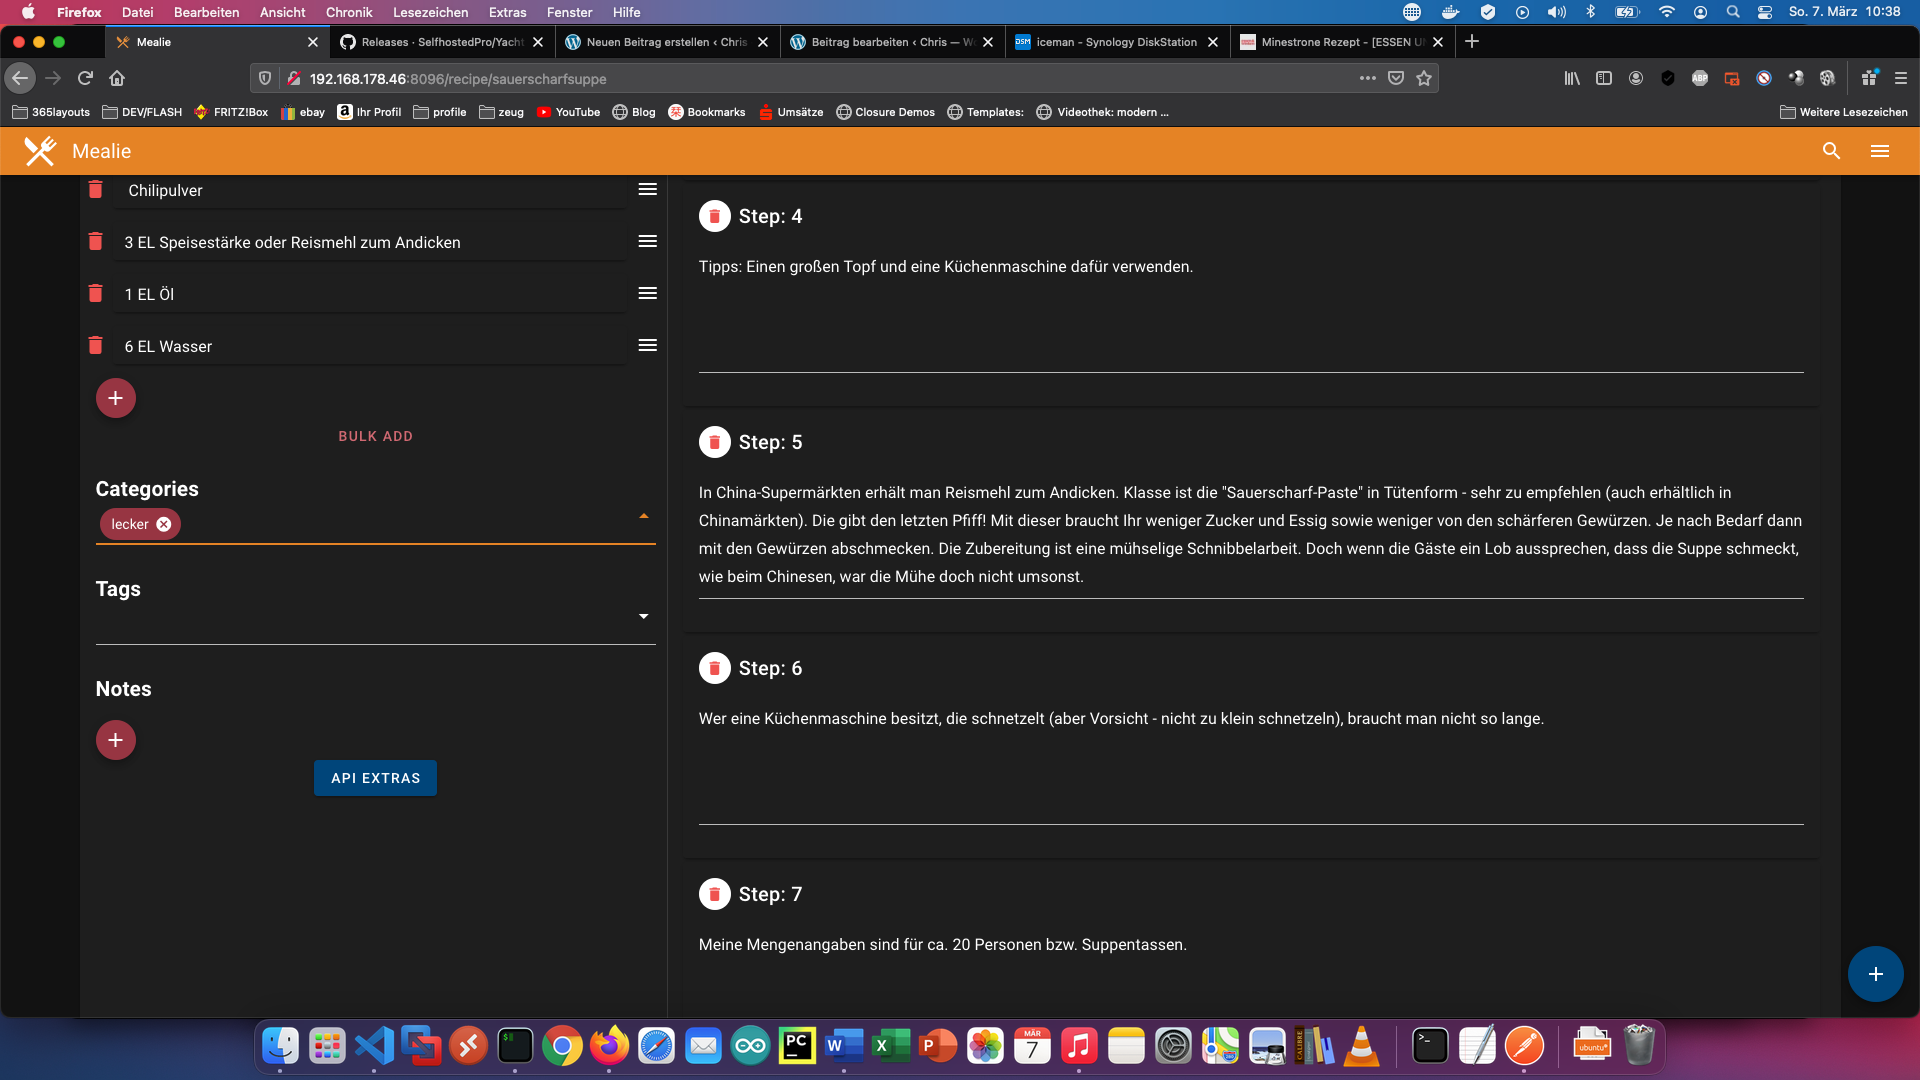 Firefox Datei Bearbeiten Ansicht Chronik Lesezeichen Extras Fenster Hilfe So. 7. März 10:38
Mealie Releases · SelfhostedPro/Yacht Neuen Beitrag erstellen ‹ Chris Beitrag bearbeiten ‹ Chris — We DSM iceman - Synology DiskStation Minestrone Rezept - [ESSEN U
192.168.178.46:8096/recipe/sauerscharfsuppe ABP
365layouts DEV/FLASH FRITZ!Box ebay Ihr Profil profile zeug YouTube Blog Bookmarks Umsätze Closure Demos Templates: Videothek: modern ... Weitere Lesezeichen
Mealie
Chilipulver
3 EL Speisestärke oder Reismehl zum Andicken
1 EL Öl
6 EL Wasser
BULK ADD
Categories
lecker
Tags
Notes
API EXTRAS
Step: 4
Tipps: Einen großen Topf und eine Küchenmaschine dafür verwenden.
Step: 5
In China-Supermärkten erhält man Reismehl zum Andicken. Klasse ist die "Sauerscharf-Paste" in Tütenform - sehr zu empfehlen (auch erhältlich in
Chinamärkten). Die gibt den letzten Pfiff! Mit dieser braucht Ihr weniger Zucker und Essig sowie weniger von den schärferen Gewürzen. Je nach Bedarf dann
mit den Gewürzen abschmecken. Die Zubereitung ist eine mühselige Schnibbelarbeit. Doch wenn die Gäste ein Lob aussprechen, dass die Suppe schmeckt,
wie beim Chinesen, war die Mühe doch nicht umsonst.
Step: 6
Wer eine Küchenmaschine besitzt, die schnetzelt (aber Vorsicht - nicht zu klein schnetzeln), braucht man nicht so lange.
Step: 7
Meine Mengenangaben sind für ca. 20 Personen bzw. Suppentassen.
PC W X P MÄR 7 CALIBRE ubuntu